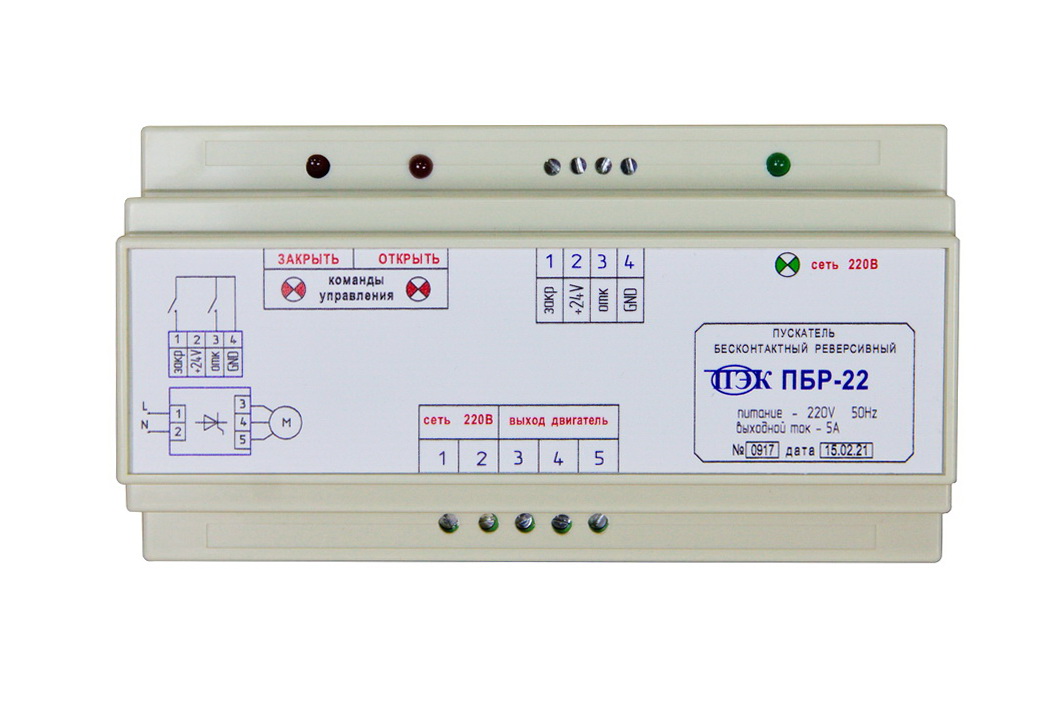 ЗАКРЫТЬ ОТКРЫТЬ
команды
управления
1 2 3 4
закр +24V отк GND
сеть 220В
1 2 3 4
закр +24V отк GND
L
N
1
2
3
4
5
М
сеть 220В выход двигатель
1 2 3 4 5
ПУСКАТЕЛЬ
БЕСКОНТАКТНЫЙ РЕВЕРСИВНЫЙ
ПЭК ПБР-22
питание - 220V 50Hz
выходной ток - 5А
№ 0917 дата 15.02.21